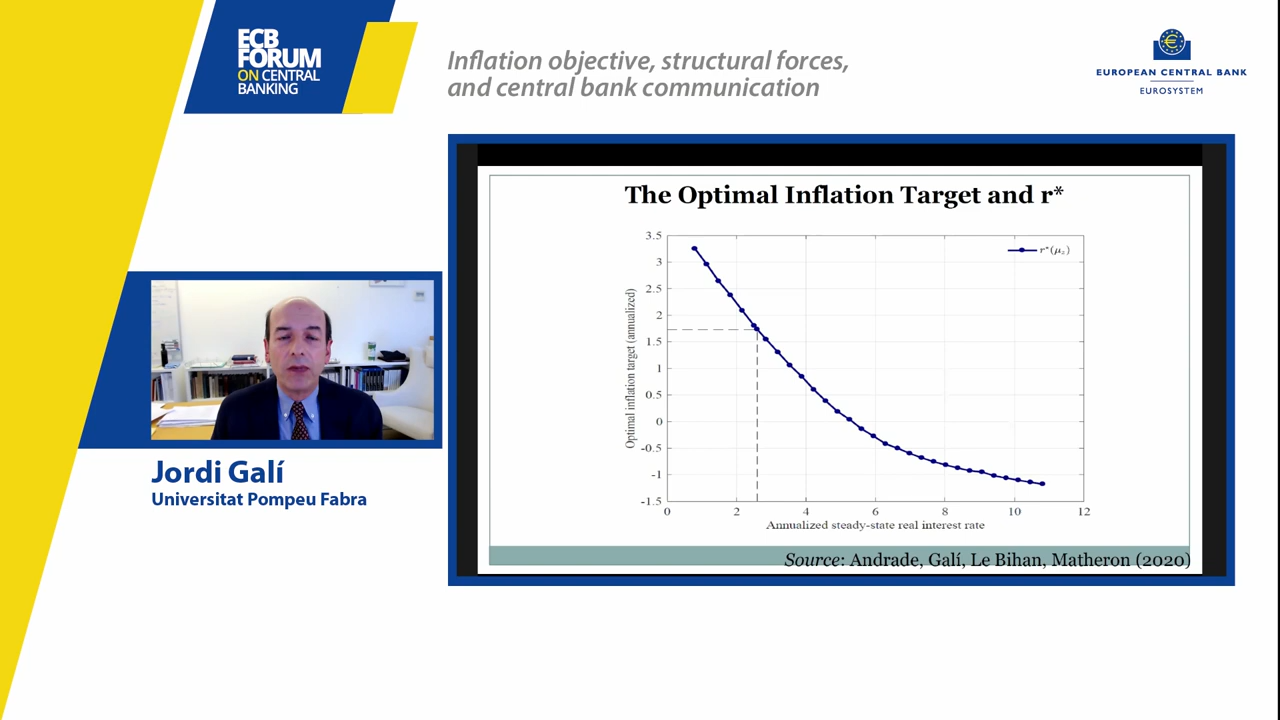 ECB
FORUM
ON CENTRAL
BANKING
Inflation objective, structural forces,
and central bank communication
EUROPEAN CENTRAL BANK
EUROSYSTEM
Jordi Galí
Universitat Pompeu Fabra
The Optimal Inflation Target and r*
r*(μz)
Optimal inflation target (annualized)
3.5
3
2.5
2
1.5
1
0.5
0
-0.5
-1
-1.5
0 2 4 6 8 10 12
Annualized steady-state real interest rate
Source: Andrade, Galí, Le Bihan, Matheron (2020)